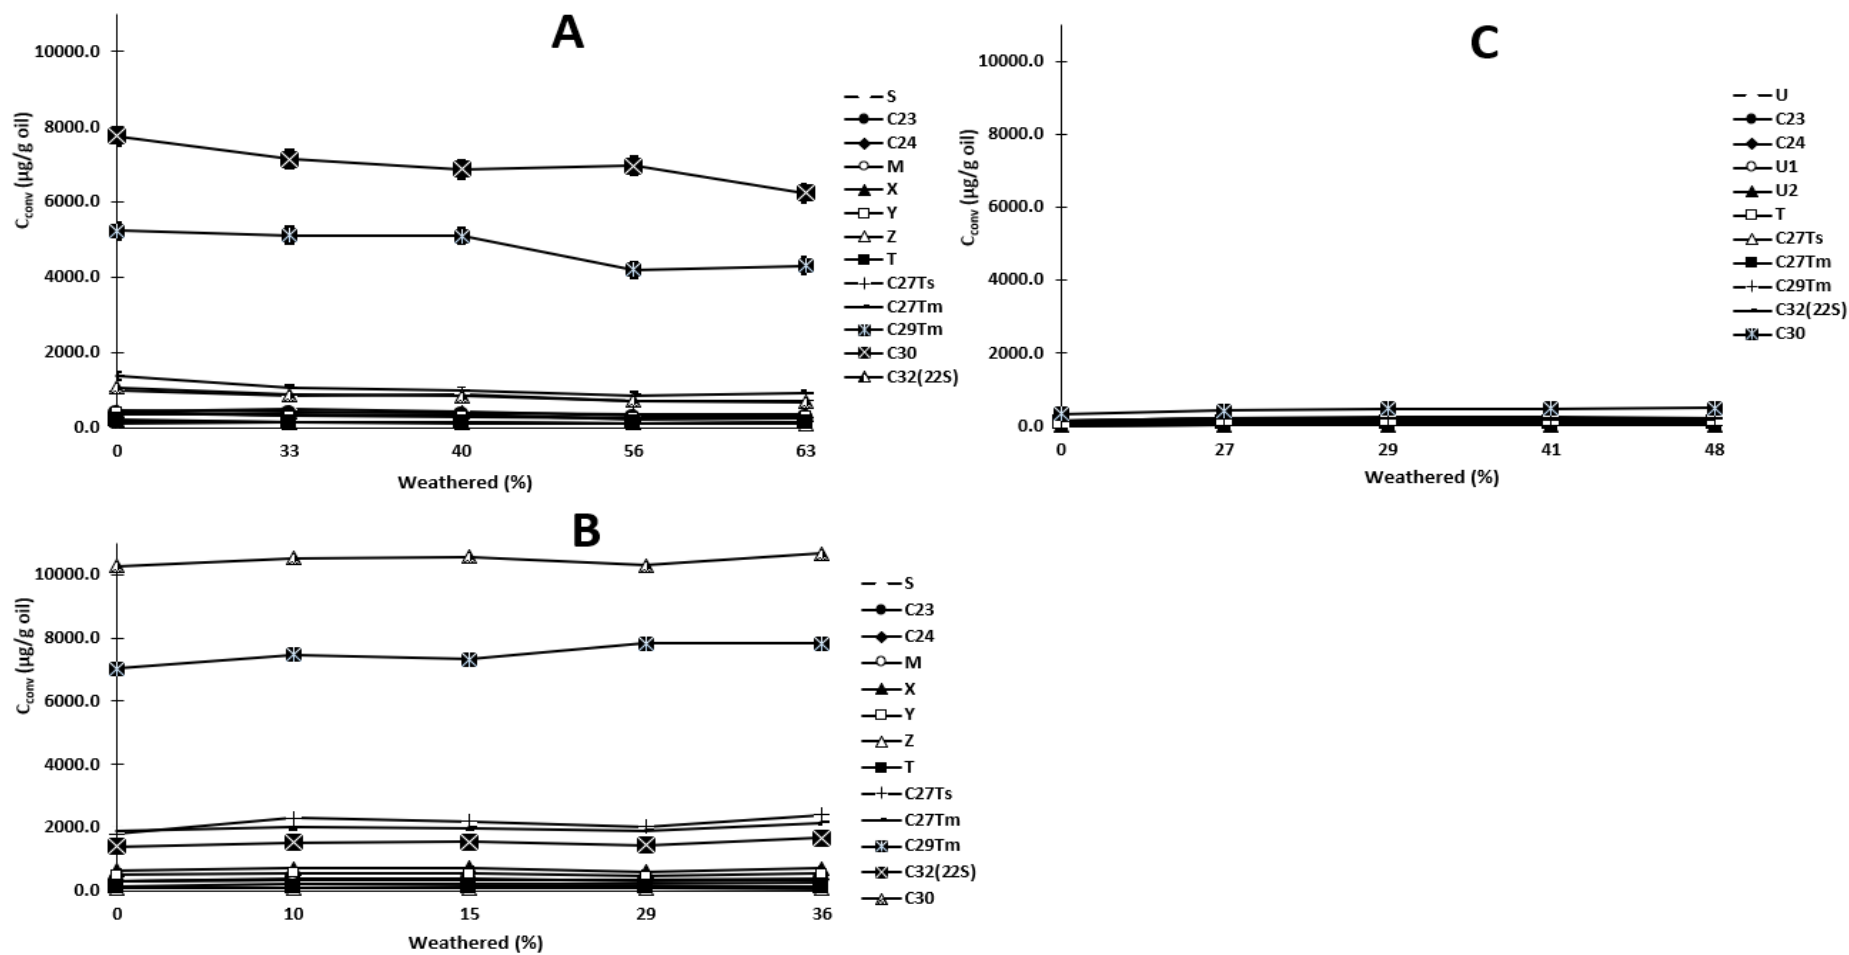 A
10000.0
8000.0
6000.0
4000.0
2000.0
0.0
Cconv (µg/g oil)
0 33 40 56 63
Weathered (%)
S
C23
C24
M
X
Y
Z
T
C27Ts
C27Tm
C29Tm
C30
C32(22S)
C
10000.0
8000.0
6000.0
4000.0
2000.0
0.0
Cconv (µg/g oil)
0 27 29 41 48
Weathered (%)
U
C23
C24
U1
U2
T
C27Ts
C27Tm
C29Tm
C32(22S)
C30
B
10000.0
8000.0
6000.0
4000.0
2000.0
0.0
Cconv (µg/g oil)
0 10 15 29 36
Weathered (%)
S
C23
C24
M
X
Y
Z
T
C27Ts
C27Tm
C29Tm
C32(22S)
C30